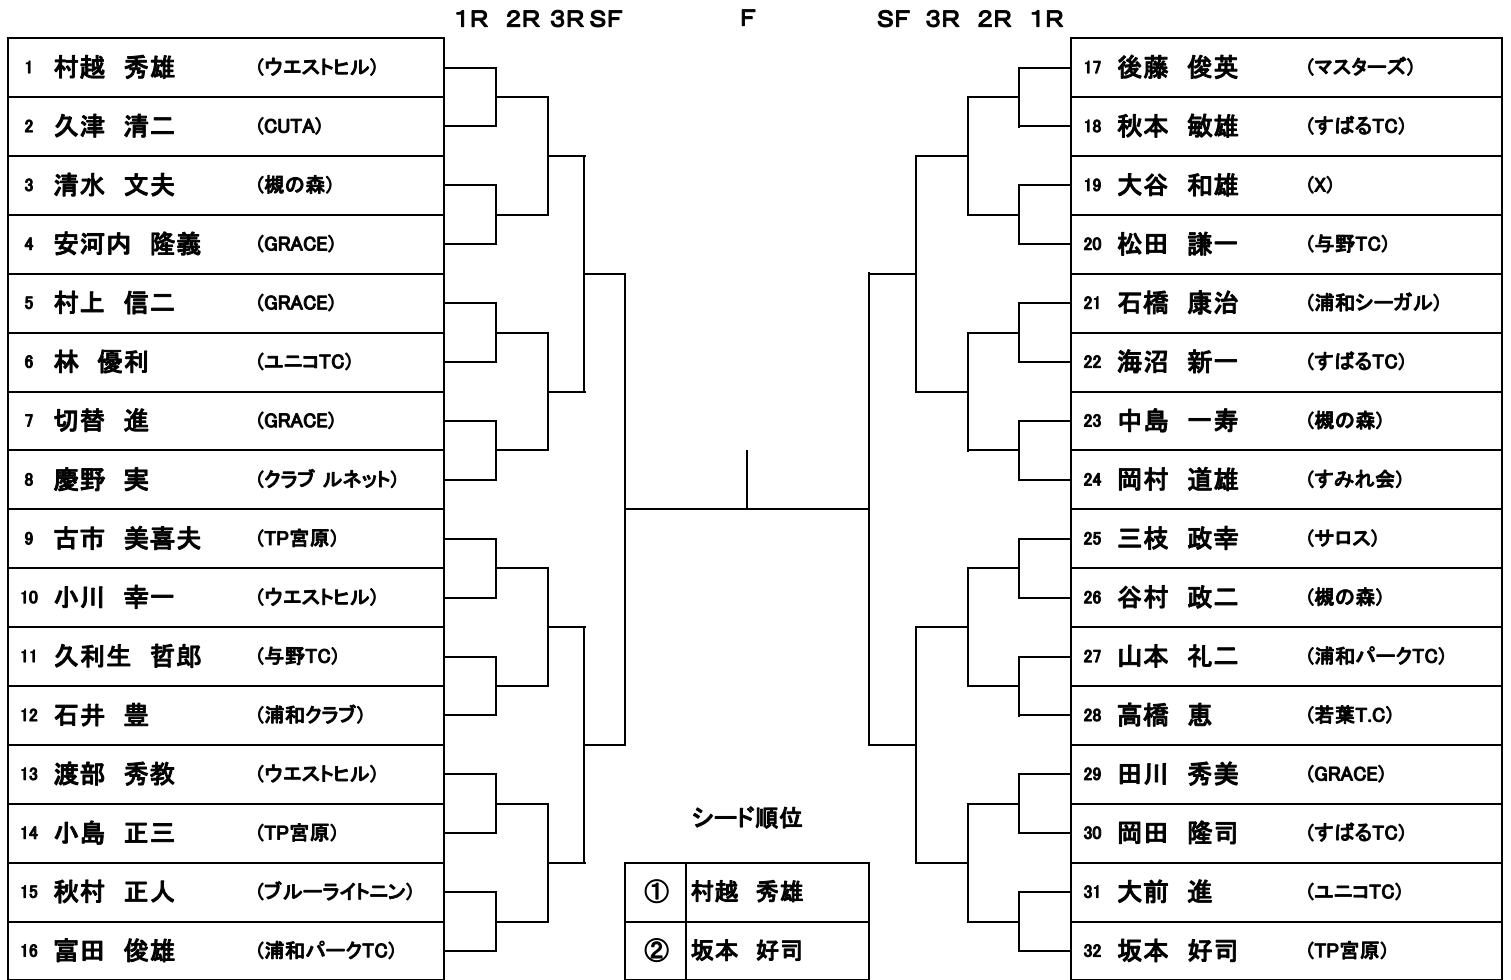 1R 2R 3R SF F SF 3R 2R 1R
1 村越 秀雄 (ウエストヒル)
2 久津 清二 (CUTA)
3 清水 文夫 (槻の森)
4 安河内 隆義 (GRACE)
5 村上 信二 (GRACE)
6 林 優利 (ユニコTC)
7 切替 進 (GRACE)
8 慶野 実 (クラブ ルネット)
9 古市 美喜夫 (TP宮原)
10 小川 幸一 (ウエストヒル)
11 久利生 哲郎 (与野TC)
12 石井 豊 (浦和クラブ)
13 渡部 秀教 (ウエストヒル)
14 小島 正三 (TP宮原)
15 秋村 正人 (ブルーライトニン)
16 富田 俊雄 (浦和パークTC)
シード順位
① 村越 秀雄
② 坂本 好司
17 後藤 俊英 (マスターズ)
18 秋本 敏雄 (すばるTC)
19 大谷 和雄 (X)
20 松田 謙一 (与野TC)
21 石橋 康治 (浦和シーガル)
22 海沼 新一 (すばるTC)
23 中島 一寿 (槻の森)
24 岡村 道雄 (すみれ会)
25 三枝 政幸 (サロス)
26 谷村 政二 (槻の森)
27 山本 礼二 (浦和パークTC)
28 高橋 恵 (若葉T.C)
29 田川 秀美 (GRACE)
30 岡田 隆司 (すばるTC)
31 大前 進 (ユニコTC)
32 坂本 好司 (TP宮原)